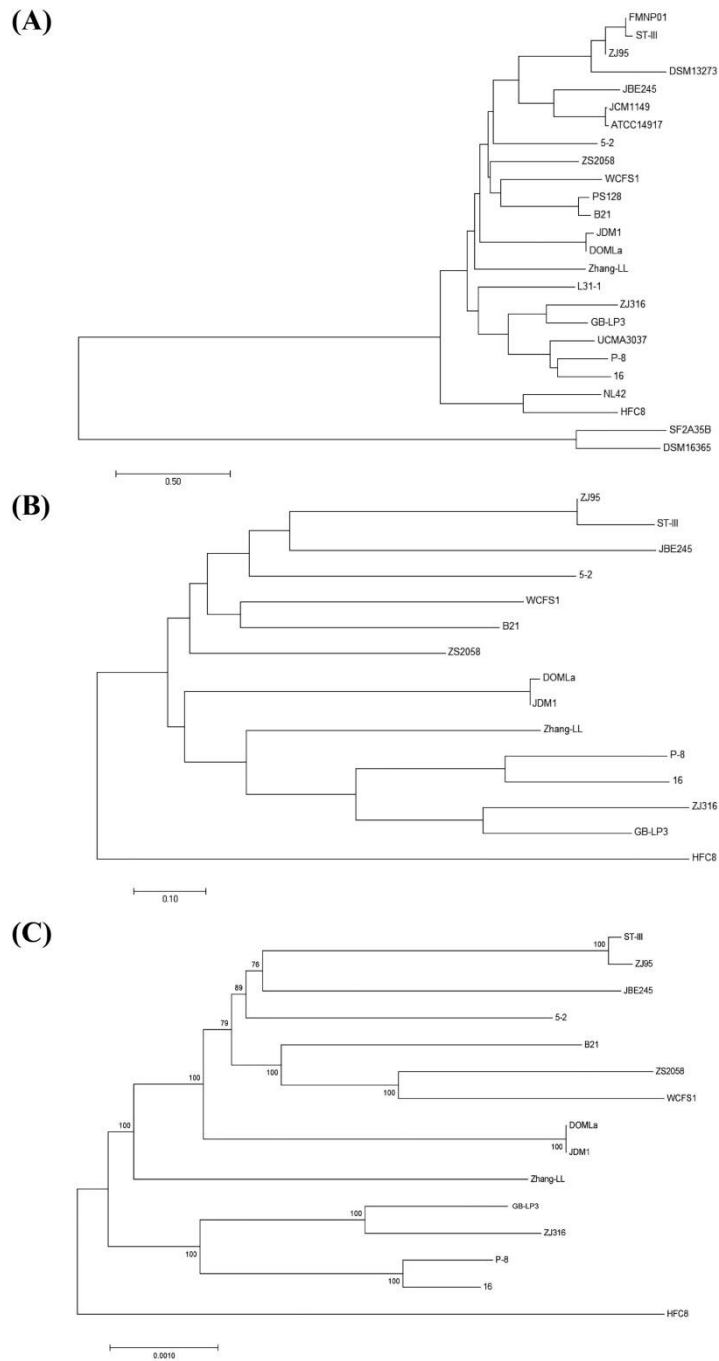 (A)
FMNP01
ST-III
ZJ95
DSM13273
JBE245
JCM1149
ATCC14917
5-2
ZS2058
WCFS1
PS128
B21
JDM1
DOMLa
Zhang-LL
L31-1
ZJ316
GB-LP3
UCMA3037
P-8
16
NL42
HFC8
SF2A35B
DSM16365
0.50
(B)
ZJ95
ST-III
JBE245
5-2
WCFS1
B21
ZS2058
DOMLa
JDM1
Zhang-LL
P-8
16
ZJ316
GB-LP3
HFC8
0.10
(C)
ST-III
100
ZJ95
76
JBE245
89
5-2
79
B21
100
ZS2058
100
WCFS1
100
DOMLa
100
JDM1
100
Zhang-LL
GB-LP3
100
ZJ316
100
P-8
100
16
HFC8
0.0010